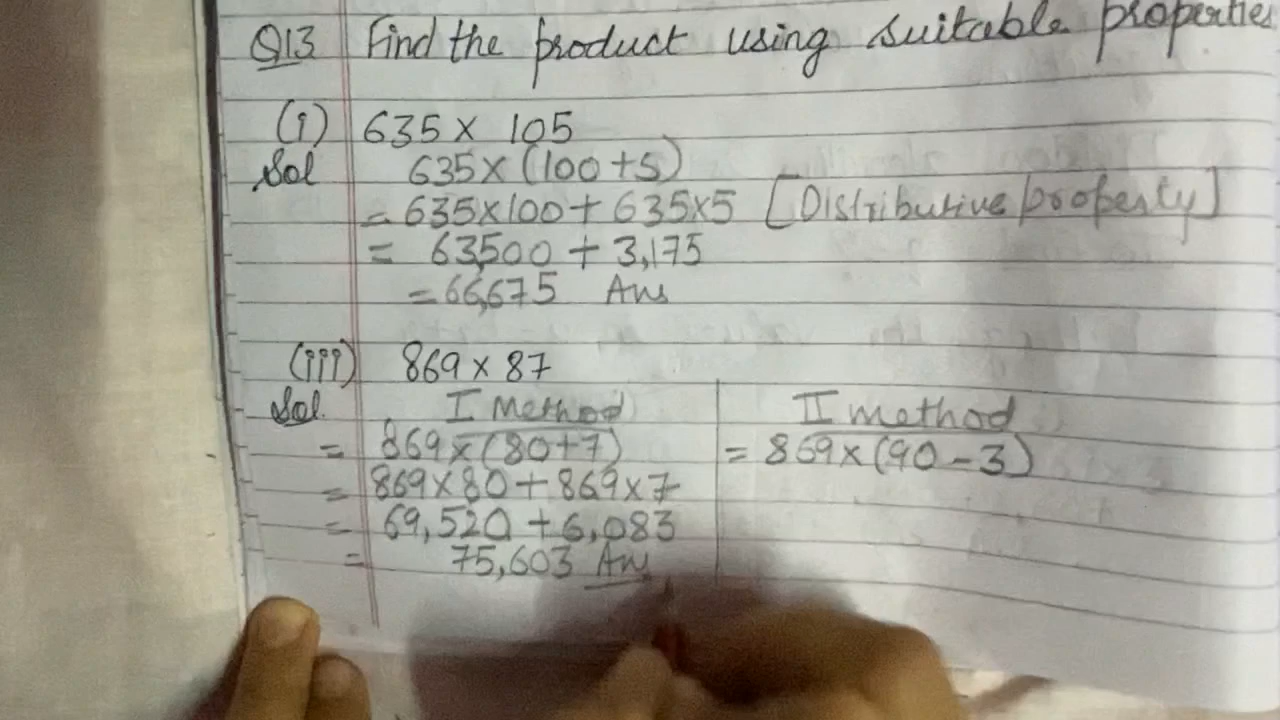 Q13 Find the product using suitable properties
(i) 635 × 105
Sol 635 × (100 + 5)
= 635×100 + 635×5 [Distributive property]
= 63,500 + 3,175
= 66,675 Ans
(iii) 869 × 87
Sol. I Method
= 869 × (80+7)
= 869×80 + 869×7
= 69,520 + 6,083
= 75,603 Ans
II method
= 869 × (90 - 3)